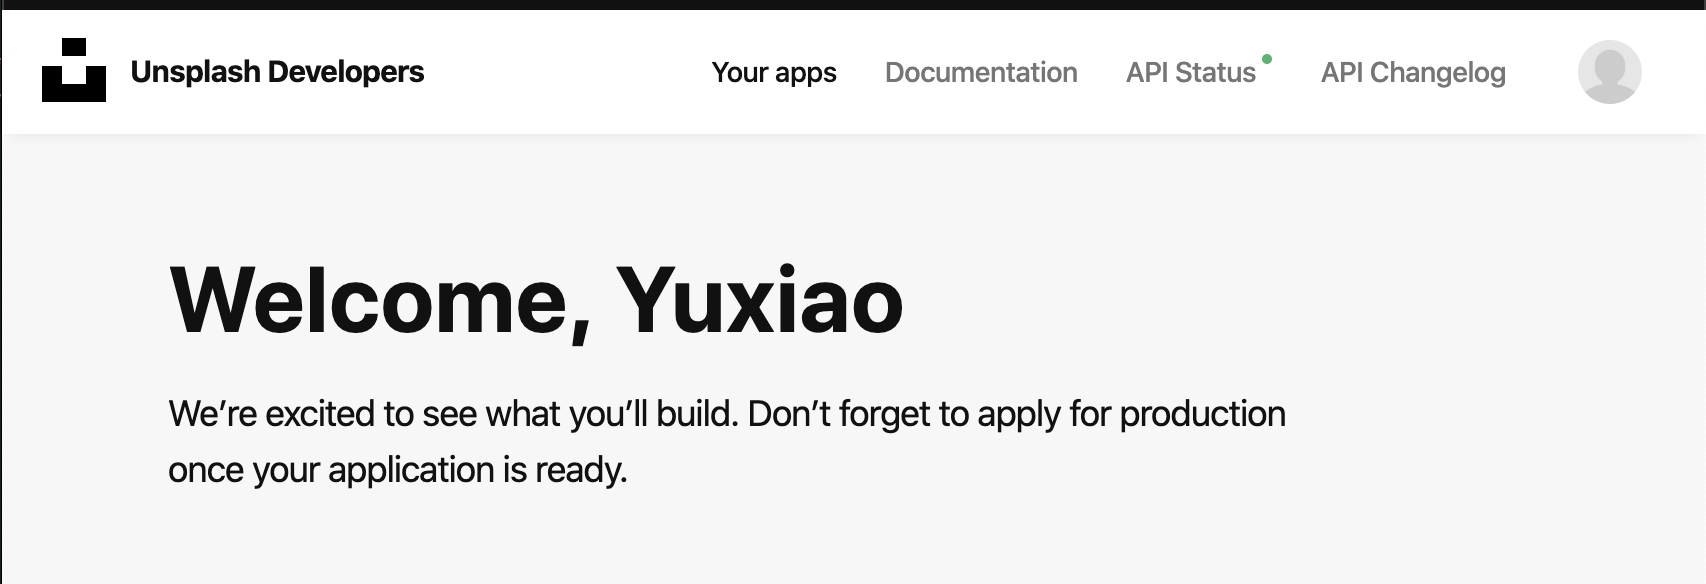 Unsplash Developers
Your apps
Documentation
API Status
API Changelog
Welcome, Yuxiao
We’re excited to see what you’ll build. Don’t forget to apply for production
once your application is ready.